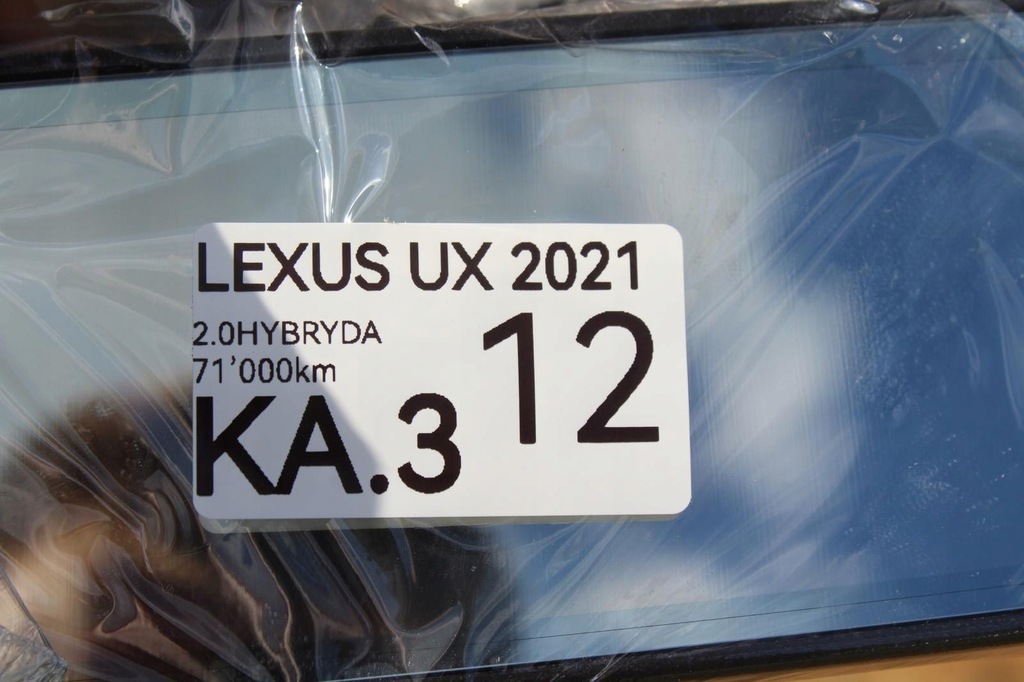 LEXUS UX 2021
2.0HYBRYDA
71'000km
12
KA.3